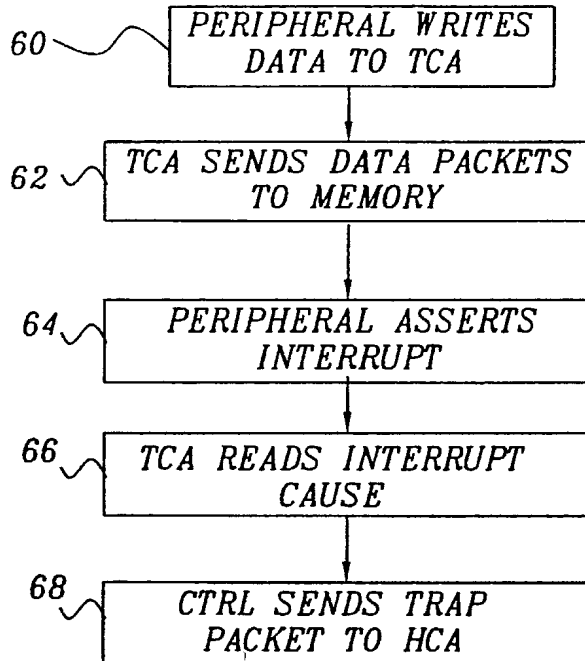 60
PERIPHERAL WRITES
DATA TO TCA
62
TCA SENDS DATA PACKETS
TO MEMORY
64
PERIPHERAL ASSERTS
INTERRUPT
66
TCA READS INTERRUPT
CAUSE
68
CTRL SENDS TRAP
PACKET TO HCA